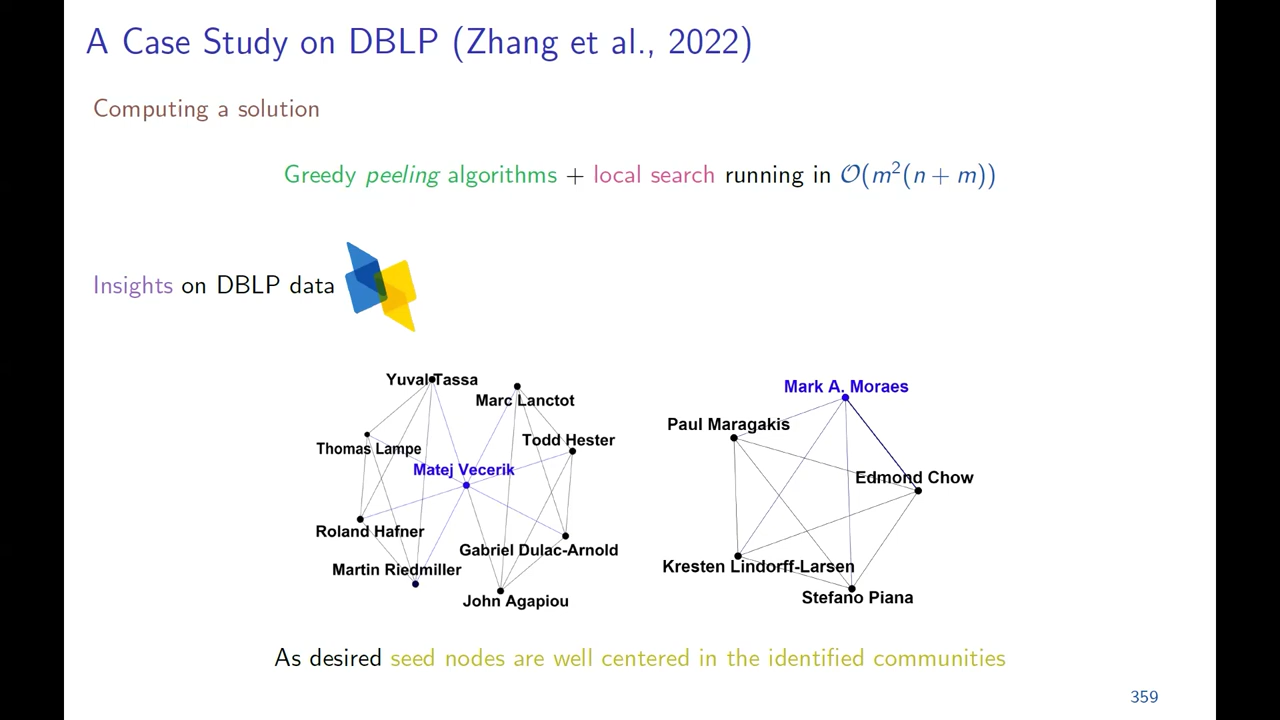 A Case Study on DBLP (Zhang et al., 2022)
Computing a solution
Greedy peeling algorithms + local search running in O(m²(n + m))
Insights on DBLP data
Yuval Tassa
Marc Lanctot
Thomas Lampe
Todd Hester
Matej Vecerik
Roland Hafner
Gabriel Dulac-Arnold
Martin Riedmiller
John Agapiou
Mark A. Moraes
Paul Maragakis
Edmond Chow
Kresten Lindorff-Larsen
Stefano Piana
As desired seed nodes are well centered in the identified communities
359